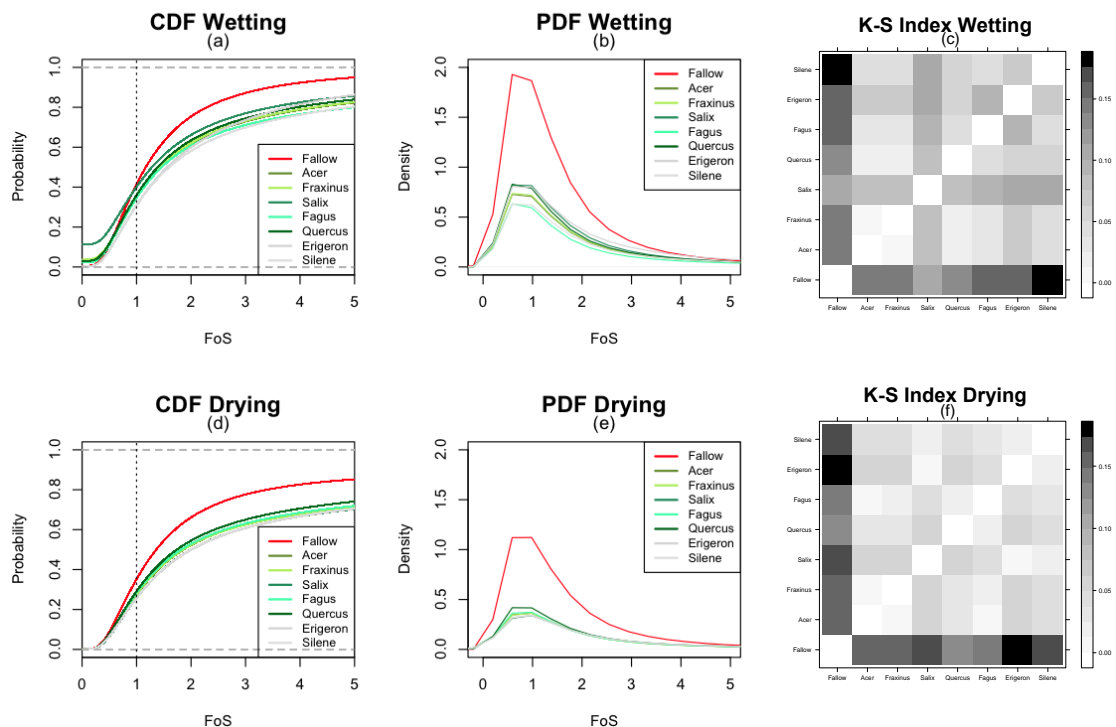 CDF Wetting
(a)
Probability
1.0
0.8
0.6
0.4
0.2
0.0
0 1 2 3 4 5
FoS
Fallow
Acer
Fraxinus
Salix
Fagus
Quercus
Erigeron
Silene
PDF Wetting
(b)
Density
2.0
1.5
1.0
0.5
0.0
0 1 2 3 4 5
FoS
Fallow
Acer
Fraxinus
Salix
Fagus
Quercus
Erigeron
Silene
K-S Index Wetting
(c)
Silene
Erigeron
Fagus
Quercus
Salix
Fraxinus
Acer
Fallow
Fallow Acer Fraxinus Salix Quercus Fagus Erigeron Silene
0.15
0.10
0.05
0.00
CDF Drying
(d)
Probability
1.0
0.8
0.6
0.4
0.2
0.0
0 1 2 3 4 5
FoS
Fallow
Acer
Fraxinus
Salix
Fagus
Quercus
Erigeron
Silene
PDF Drying
(e)
Density
2.0
1.5
1.0
0.5
0.0
0 1 2 3 4 5
FoS
Fallow
Acer
Fraxinus
Salix
Fagus
Quercus
Erigeron
Silene
K-S Index Drying
(f)
Silene
Erigeron
Fagus
Quercus
Salix
Fraxinus
Acer
Fallow
Fallow Acer Fraxinus Salix Quercus Fagus Erigeron Silene
0.15
0.10
0.05
0.00